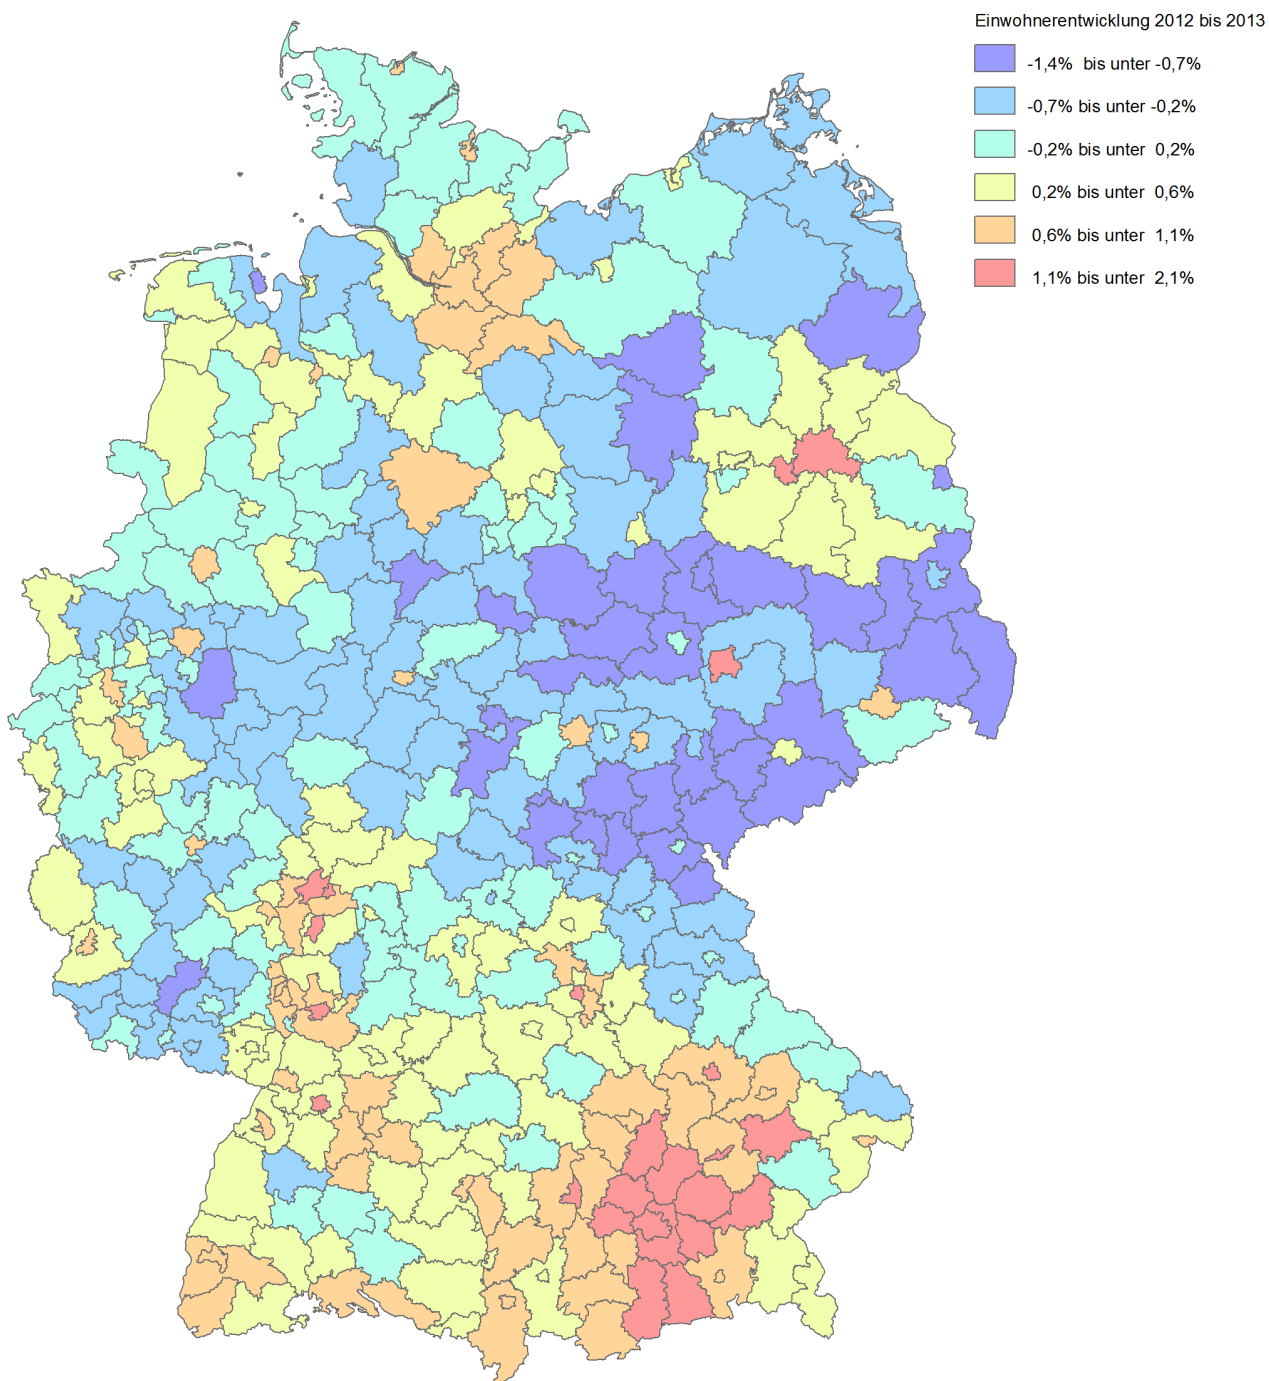 Einwohnerentwicklung 2012 bis 2013
-1,4% bis unter -0,7%
-0,7% bis unter -0,2%
-0,2% bis unter 0,2%
0,2% bis unter 0,6%
0,6% bis unter 1,1%
1,1% bis unter 2,1%